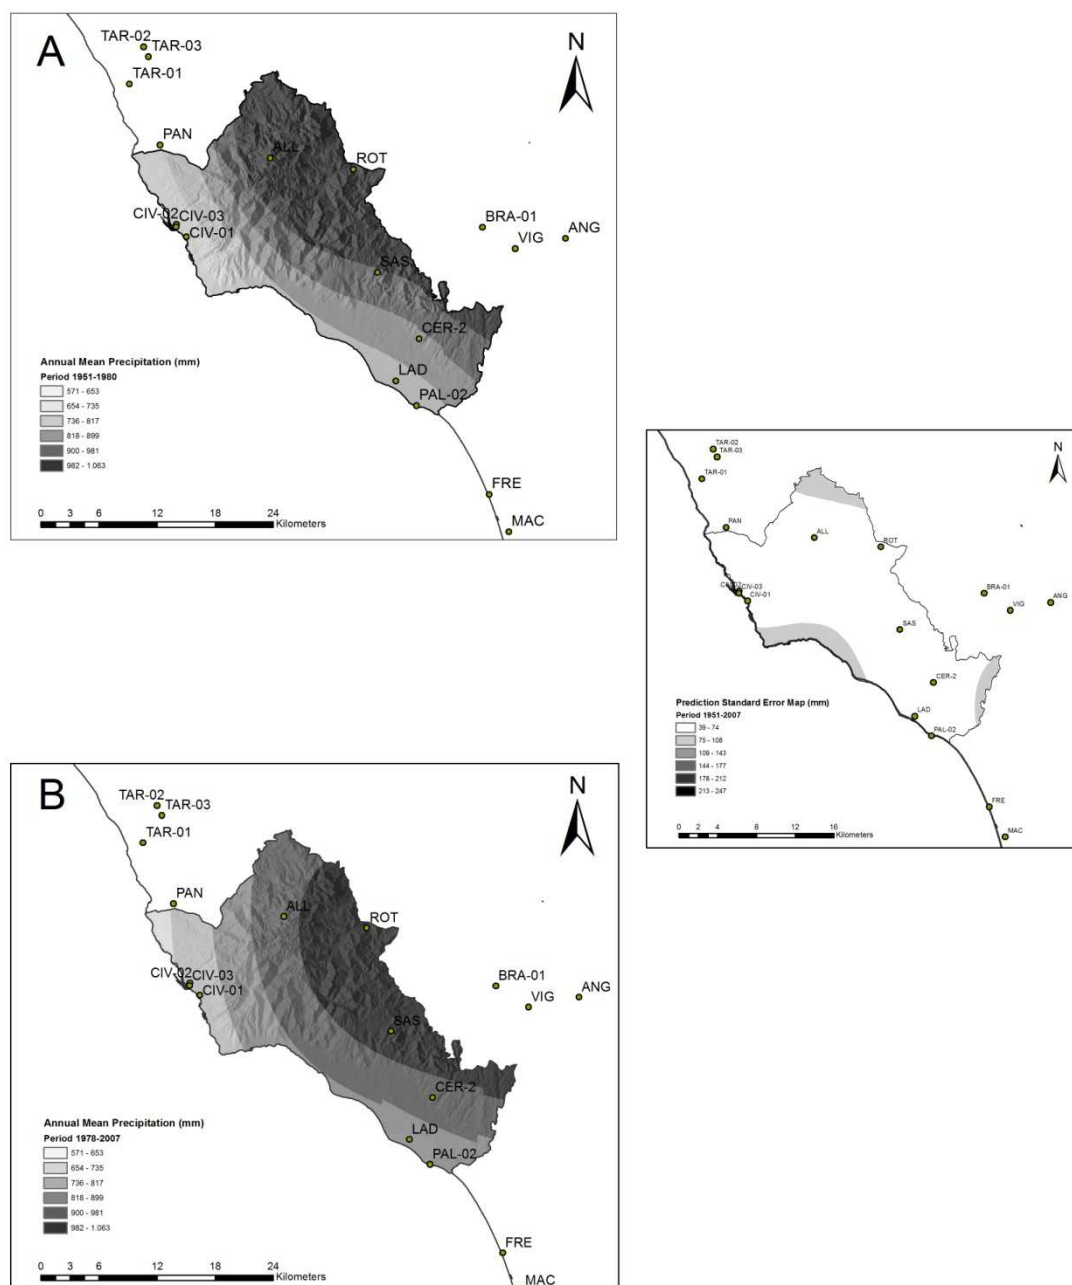 A
N
TAR-02
TAR-03
TAR-01
PAN
ALL
ROT
CIV-02
CIV-03
CIV-01
BRA-01
ANG
VIG
SAS
CER-2
LAD
PAL-02
FRE
MAC
Annual Mean Precipitation (mm)
Period 1951-1980
571 - 653
654 - 735
736 - 817
818 - 899
900 - 981
982 - 1.063
0 3 6 12 18 24
Kilometers
N
TAR-02
TAR-03
TAR-01
PAN
ALL
ROT
CIV-03
CIV-01
BRA-01
ANG
VIG
SAS
CER-2
LAD
PAL-02
FRE
MAC
Prediction Standard Error Map (mm)
Period 1951-2007
39 - 74
75 - 108
109 - 143
144 - 177
178 - 212
213 - 247
0 2 4 8 12 16
Kilometers
B
N
TAR-02
TAR-03
TAR-01
PAN
ALL
ROT
CIV-02
CIV-03
CIV-01
BRA-01
ANG
VIG
SAS
CER-2
LAD
PAL-02
FRE
MAC
Annual Mean Precipitation (mm)
Period 1978-2007
571 - 653
654 - 735
736 - 817
818 - 899
900 - 981
982 - 1.063
0 3 6 12 18 24
Kilometers